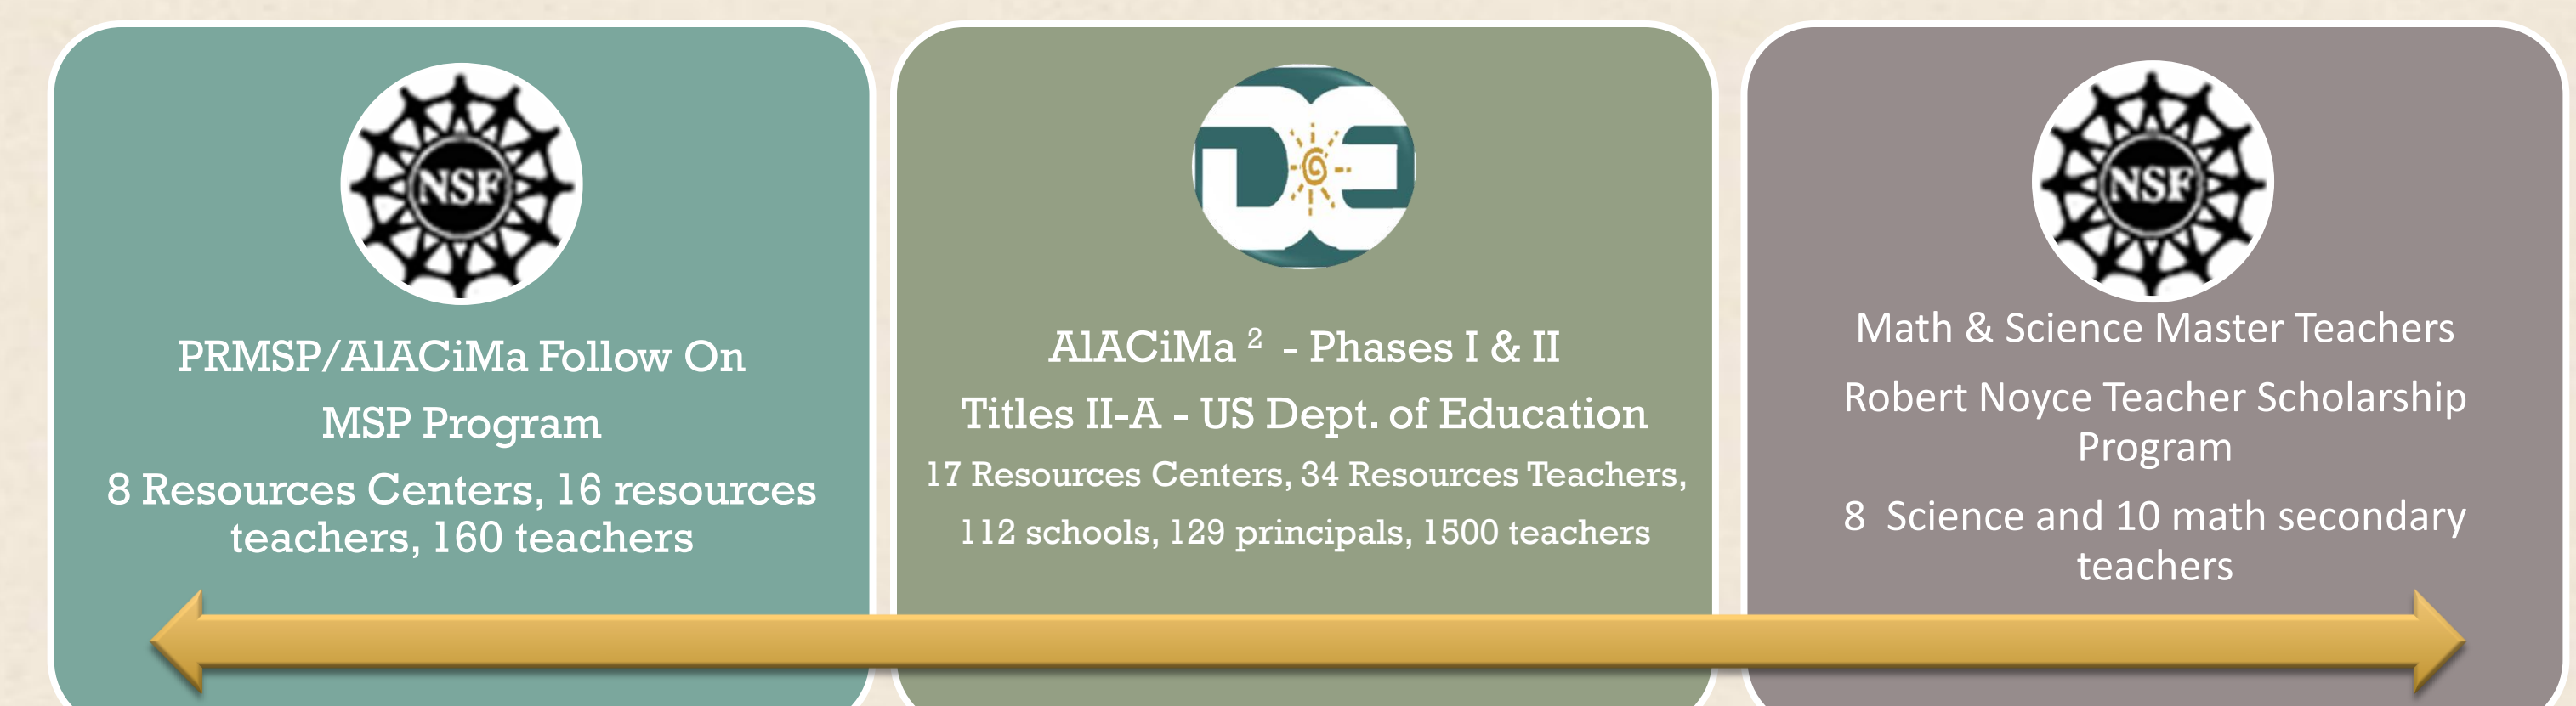 NSF
PRMSP/AlACiMa Follow On
MSP Program
8 Resources Centers, 16 resources
teachers, 160 teachers
DE
AlACiMa ² - Phases I & II
Titles II-A - US Dept. of Education
17 Resources Centers, 34 Resources Teachers,
112 schools, 129 principals, 1500 teachers
NSF
Math & Science Master Teachers
Robert Noyce Teacher Scholarship
Program
8 Science and 10 math secondary
teachers